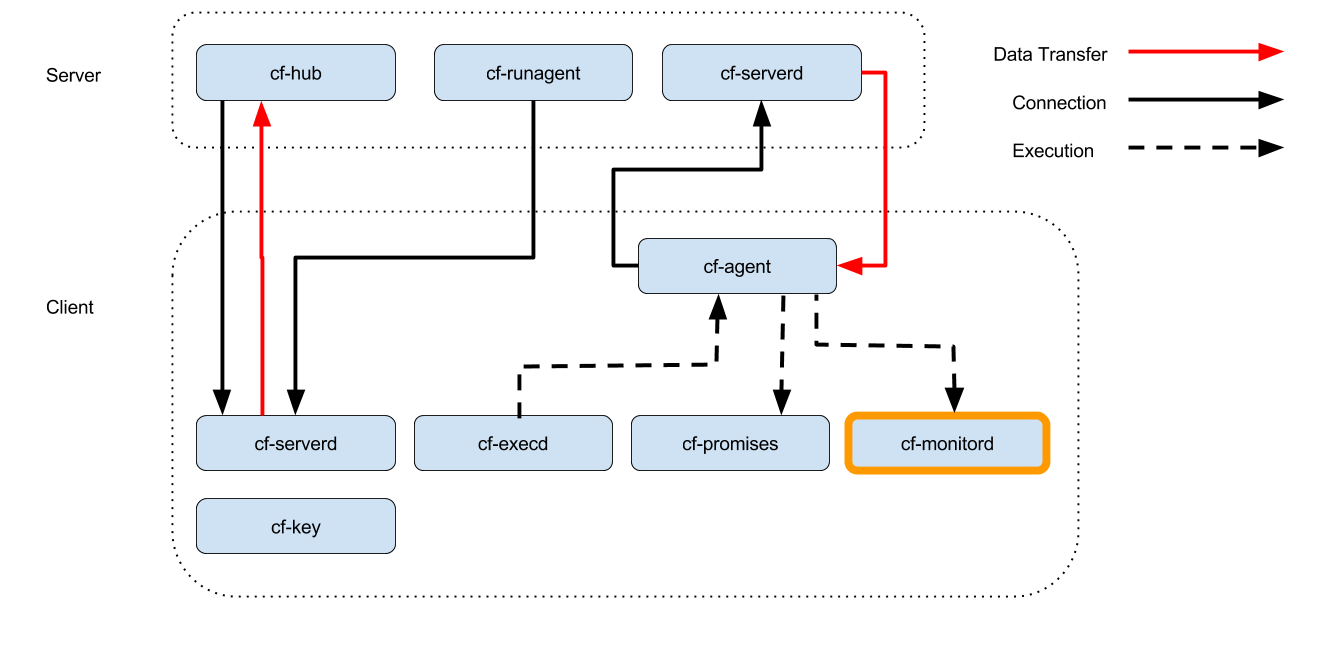 Server
cf-hub
cf-runagent
cf-serverd
Data Transfer
Connection
Execution
Client
cf-agent
cf-serverd
cf-execd
cf-promises
cf-monitord
cf-key